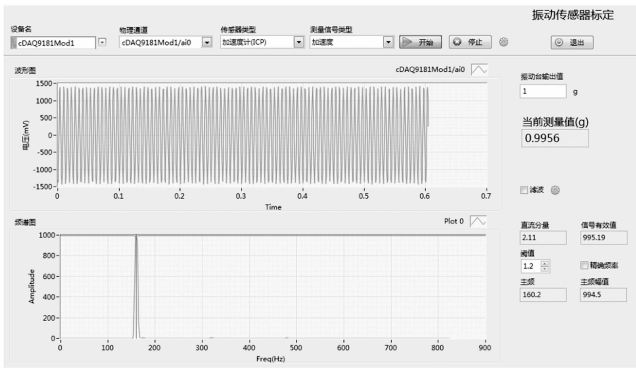 振动传感器标定
设备名 物理通道 传感器类型 测量信号类型
cDAQ9181Mod1 cDAQ9181Mod1/ai0 加速度计(ICP) 加速度 开始 停止 退出
波形图 cDAQ9181Mod1/ai0
电压(mV)
1500
1000
500
0
-500
-1000
-1500
0 0.1 0.2 0.3 0.4 0.5 0.6 0.7
Time
振动台输出值
1 g
当前测量值(g)
0.9956
滤波
频谱图 Plot 0
Amplitude
1000
800
600
400
200
0
0 100 200 300 400 500 600 700 800 900
Freq(Hz)
直流分量 信号有效值
2.11 995.19
阈值
1.2 精确频率
主频 主频幅值
160.2 994.5